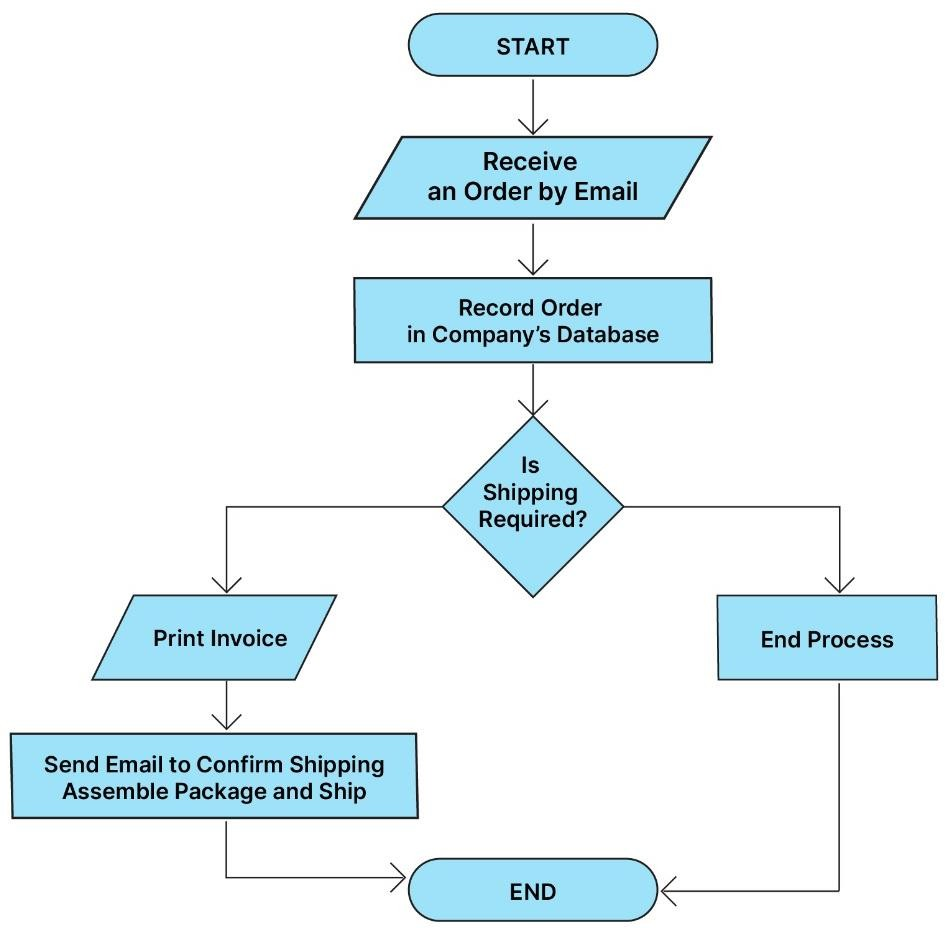 START
Receive
an Order by Email
Record Order
in Company’s Database
Is
Shipping
Required?
Print Invoice
End Process
Send Email to Confirm Shipping
Assemble Package and Ship
END